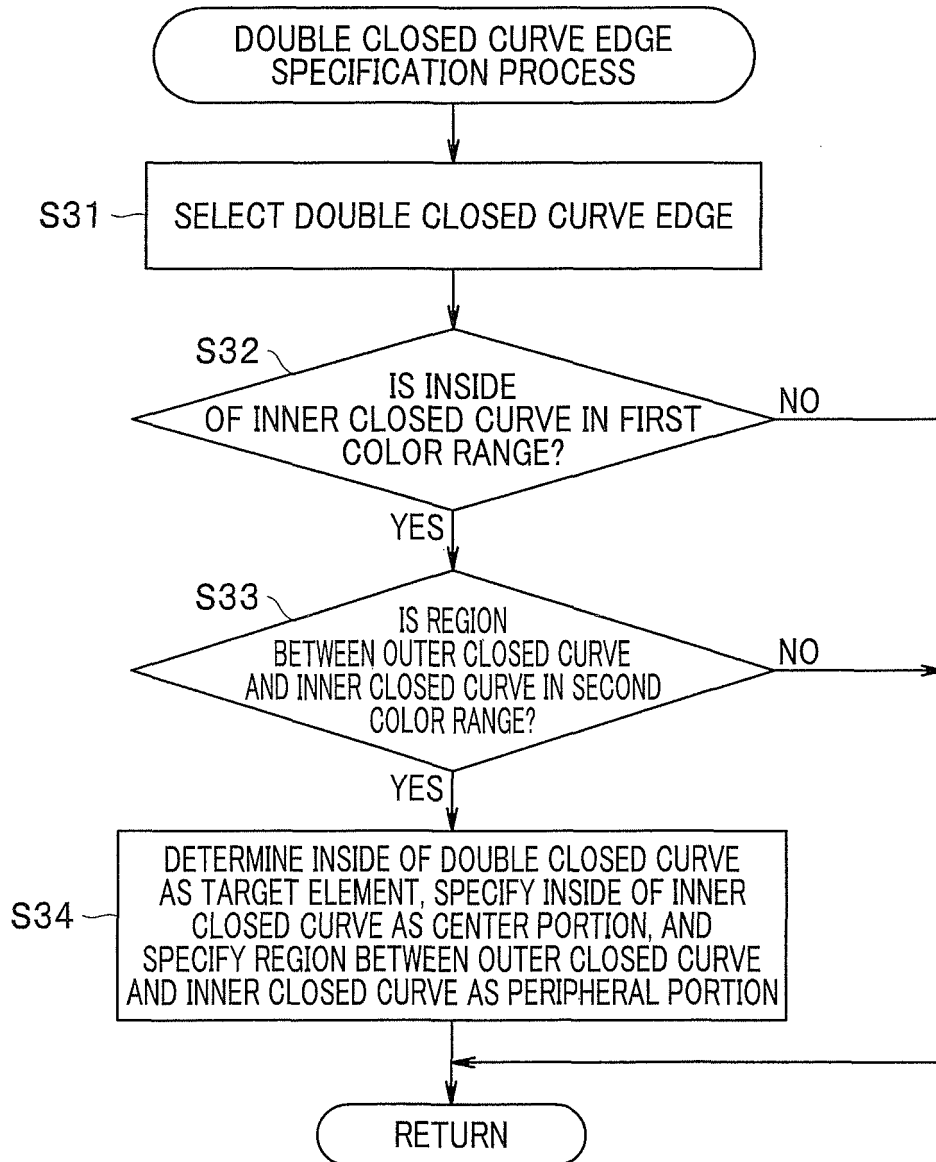 DOUBLE CLOSED CURVE EDGE
SPECIFICATION PROCESS
S31
SELECT DOUBLE CLOSED CURVE EDGE
S32
IS INSIDE
OF INNER CLOSED CURVE IN FIRST
COLOR RANGE?
NO
YES
S33
IS REGION
BETWEEN OUTER CLOSED CURVE
AND INNER CLOSED CURVE IN SECOND
COLOR RANGE?
NO
YES
S34
DETERMINE INSIDE OF DOUBLE CLOSED CURVE
AS TARGET ELEMENT, SPECIFY INSIDE OF INNER
CLOSED CURVE AS CENTER PORTION, AND
SPECIFY REGION BETWEEN OUTER CLOSED CURVE
AND INNER CLOSED CURVE AS PERIPHERAL PORTION
RETURN